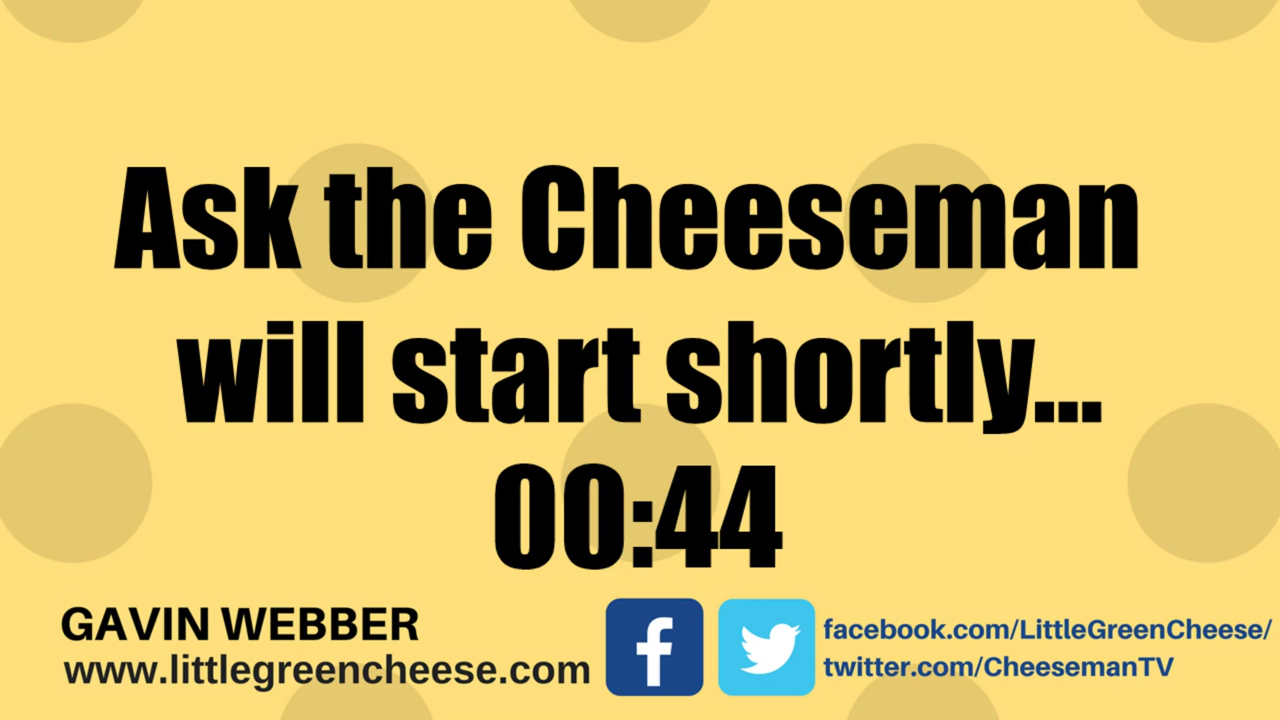 Ask the Cheeseman
will start shortly...
00:44
GAVIN WEBBER
www.littlegreencheese.com
facebook.com/LittleGreenCheese/
twitter.com/CheesemanTV